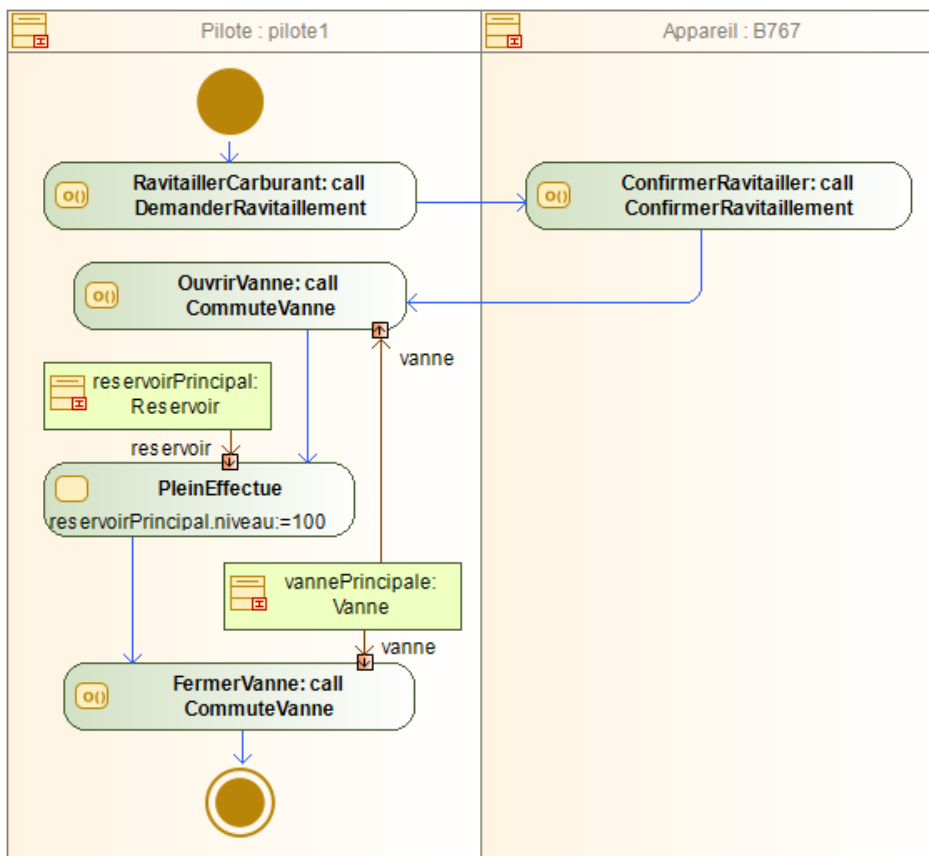 Pilote : pilote1
Appareil : B767
RavitaillerCarburant: call
DemanderRavitaillement
ConfirmerRavitailler: call
ConfirmerRavitaillement
O()
O()
OuvrirVanne: call
CommuteVanne
O()
vanne
reservoirPrincipal:
Reservoir
reservoir
PleinEffectue
reservoirPrincipal.niveau:=100
vannePrincipale:
Vanne
vanne
FermerVanne: call
CommuteVanne
O()